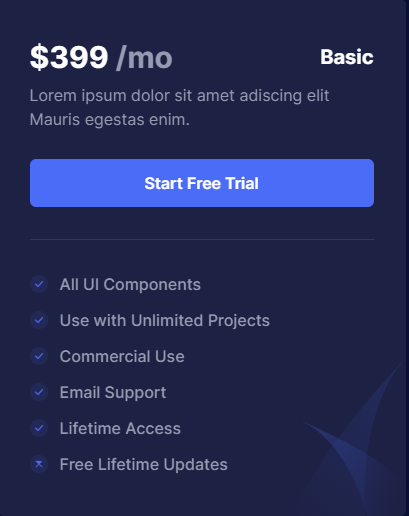 $399 /mo
Basic
Lorem ipsum dolor sit amet adiscing elit
Mauris egestas enim.
Start Free Trial
All UI Components
Use with Unlimited Projects
Commercial Use
Email Support
Lifetime Access
Free Lifetime Updates